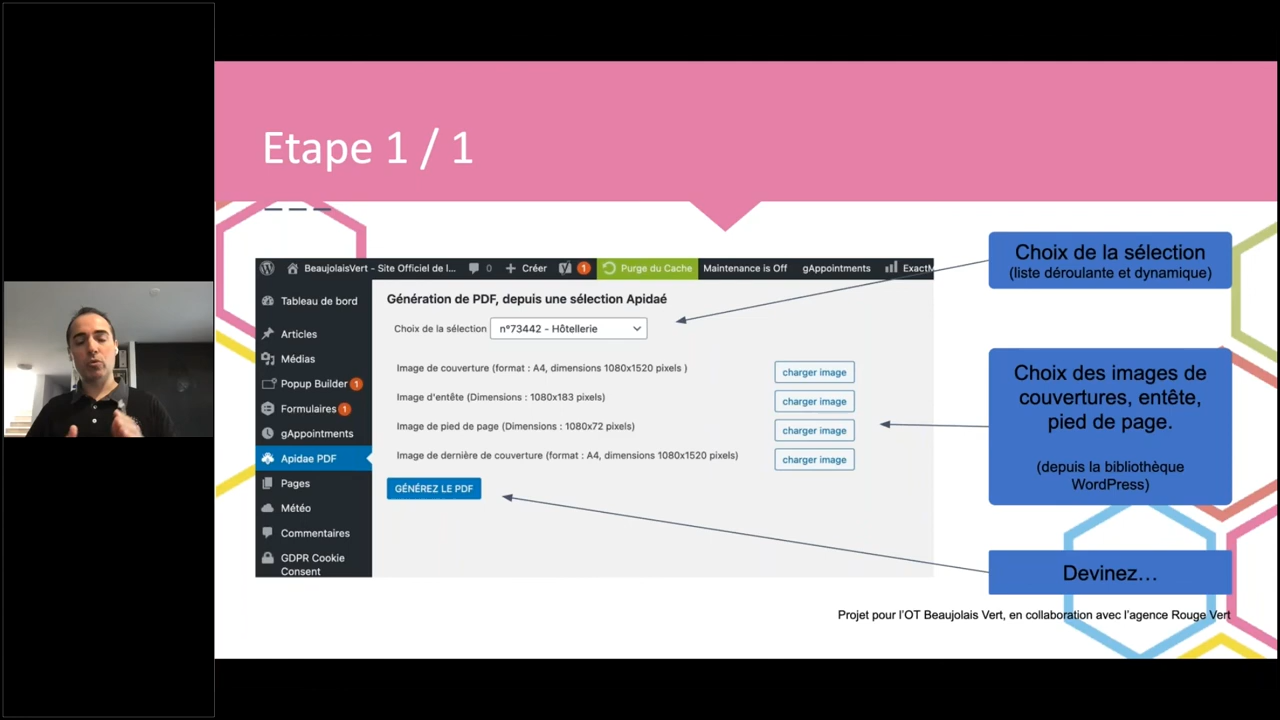 Etape 1 / 1
BeaujolaisVert - Site Officiel de l... 0 Créer 1 Purge du Cache Maintenance is Off gAppointments ExactM
Tableau de bord
Articles
Médias
Popup Builder 1
Formulaires 1
gAppointments
Apidae PDF
Pages
Météo
Commentaires
GDPR Cookie
Consent
Génération de PDF, depuis une sélection Apidaé
Choix de la sélection n°73442 - Hôtellerie
Image de couverture (format : A4, dimensions 1080x1520 pixels ) charger image
Image d'entête (Dimensions : 1080x183 pixels) charger image
Image de pied de page (Dimensions : 1080x72 pixels) charger image
Image de dernière de couverture (format : A4, dimensions 1080x1520 pixels) charger image
GÉNÉREZ LE PDF
Choix de la sélection
(liste déroulante et dynamique)
Choix des images de
couvertures, entête,
pied de page.
(depuis la bibliothèque
WordPress)
Devinez...
Projet pour l'OT Beaujolais Vert, en collaboration avec l'agence Rouge Vert